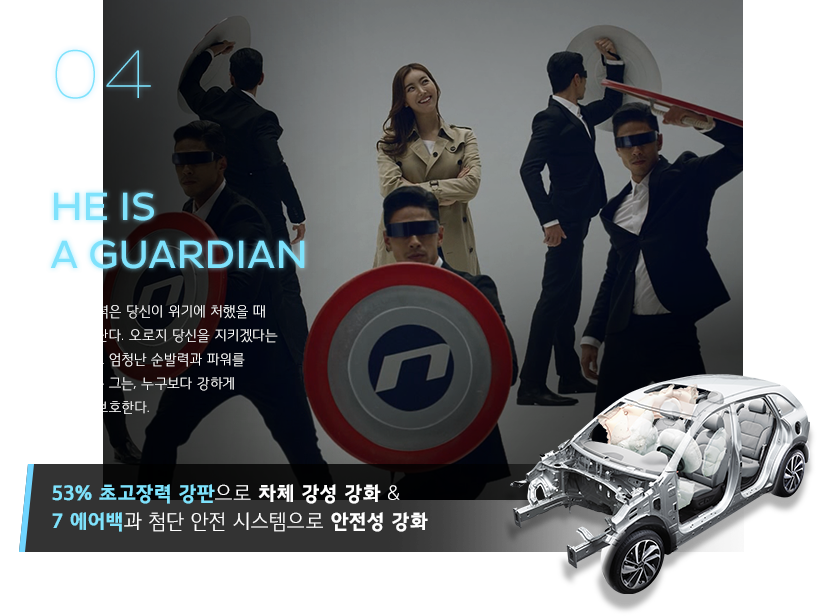 04
HE IS
A GUARDIAN
은 당신이 위기에 처했을 때
다. 오로지 당신을 지키겠다는
엄청난 순발력과 파워를
그는, 누구보다 강하게
보호한다.
53% 초고장력 강판으로 차체 강성 강화 &
7 에어백과 첨단 안전 시스템으로 안전성 강화